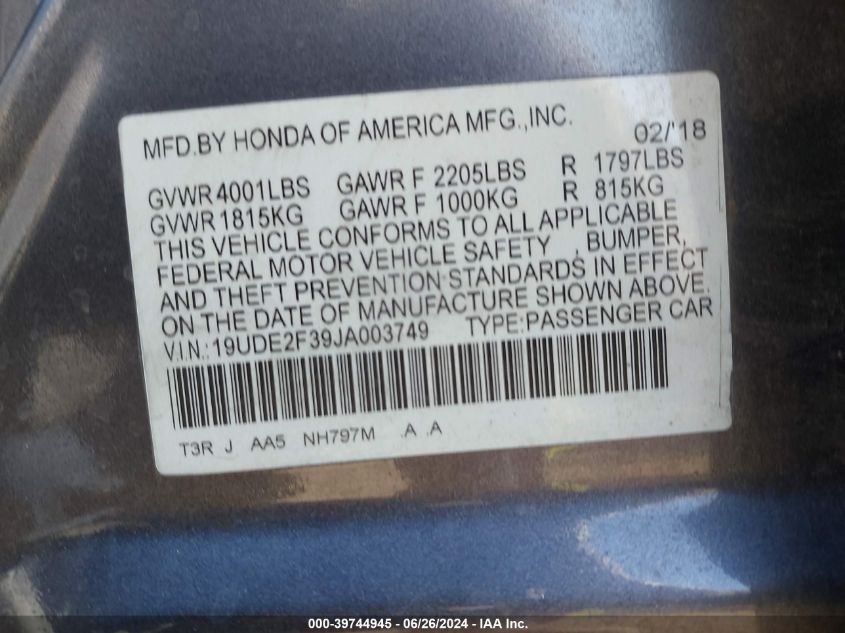 MFD.BY HONDA OF AMERICA MFG.,INC. 02/'18
GVWR 4001LBS GAWR F 2205LBS R 1797LBS
GVWR 1815KG GAWR F 1000KG R 815KG
THIS VEHICLE CONFORMS TO ALL APPLICABLE
FEDERAL MOTOR VEHICLE SAFETY , BUMPER,
AND THEFT PREVENTION STANDARDS IN EFFECT
ON THE DATE OF MANUFACTURE SHOWN ABOVE.
V.I.N.:19UDE2F39JA003749 TYPE:PASSENGER CAR
T3R J AA5 NH797M .A .A
000-39744945 - 06/26/2024 - IAA Inc.